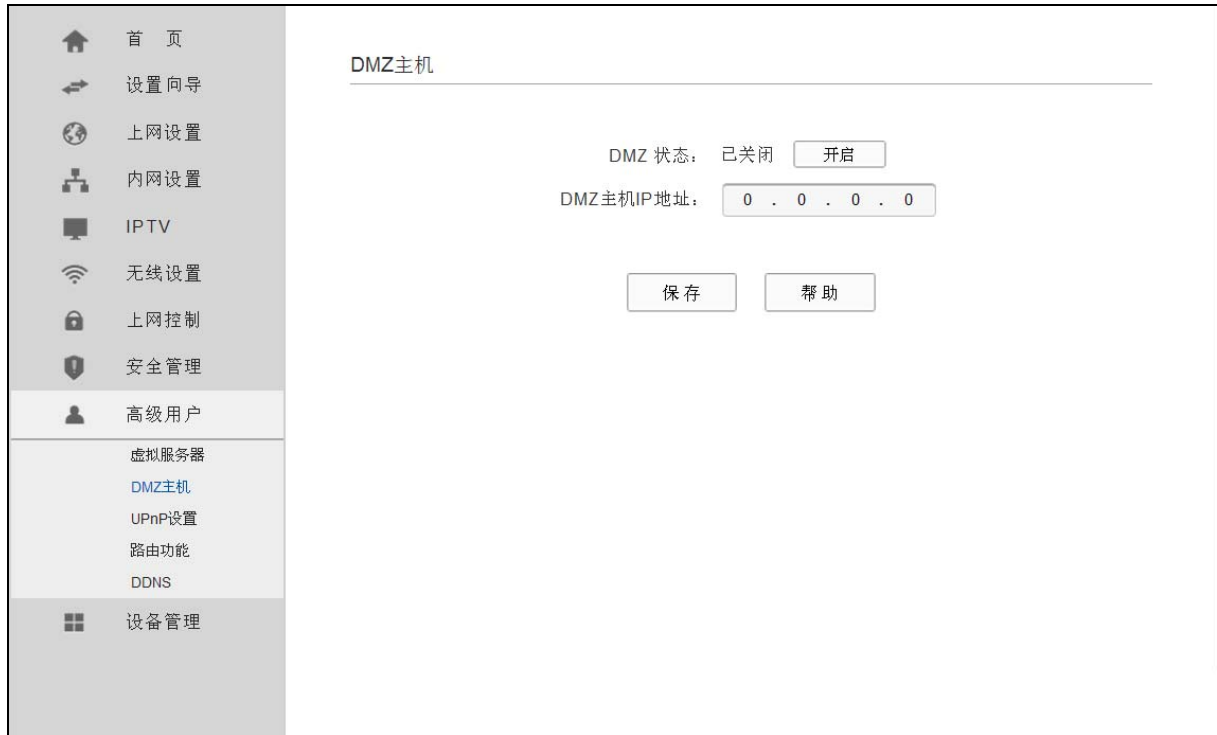 首 页
设置向导
上网设置
内网设置
IPTV
无线设置
上网控制
安全管理
高级用户
虚拟服务器
DMZ主机
UPnP设置
路由功能
DDNS
设备管理
DMZ主机
DMZ 状态： 已关闭 开启
DMZ主机IP地址： 0 . 0 . 0 . 0
保存 帮助